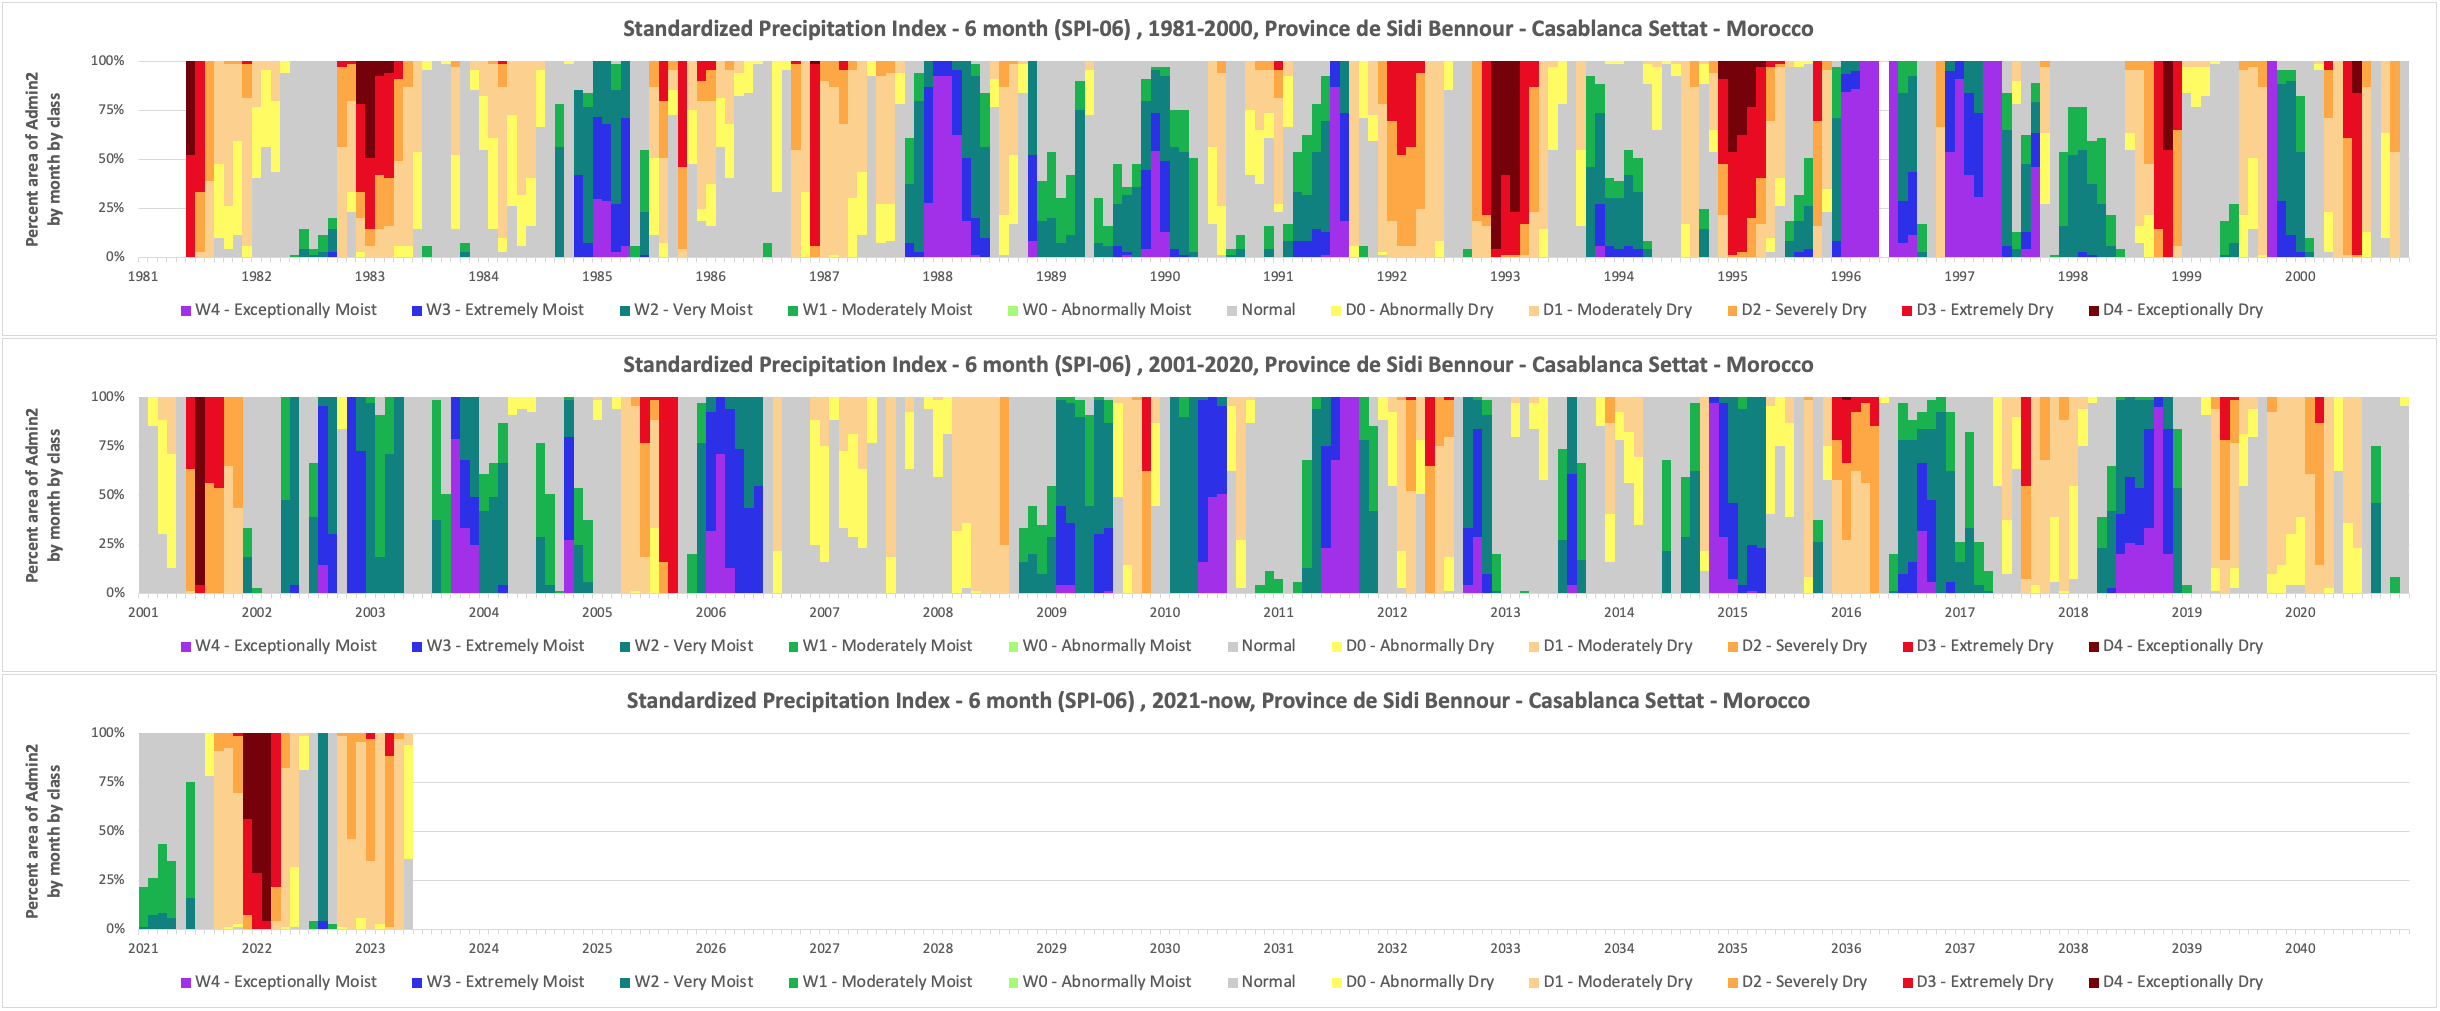 Standardized Precipitation Index - 6 month (SPI-06) , 1981-2000, Province de Sidi Bennour - Casablanca Settat - Morocco
Percent area of Admin2
by month by class
100%
75%
50%
25%
0%
1981 1982 1983 1984 1985 1986 1987 1988 1989 1990 1991 1992 1993 1994 1995 1996 1997 1998 1999 2000
W4 - Exceptionally Moist W3 - Extremely Moist W2 - Very Moist W1 - Moderately Moist W0 - Abnormally Moist Normal D0 - Abnormally Dry D1 - Moderately Dry D2 - Severely Dry D3 - Extremely Dry D4 - Exceptionally Dry
Standardized Precipitation Index - 6 month (SPI-06) , 2001-2020, Province de Sidi Bennour - Casablanca Settat - Morocco
Percent area of Admin2
by month by class
100%
75%
50%
25%
0%
2001 2002 2003 2004 2005 2006 2007 2008 2009 2010 2011 2012 2013 2014 2015 2016 2017 2018 2019 2020
W4 - Exceptionally Moist W3 - Extremely Moist W2 - Very Moist W1 - Moderately Moist W0 - Abnormally Moist Normal D0 - Abnormally Dry D1 - Moderately Dry D2 - Severely Dry D3 - Extremely Dry D4 - Exceptionally Dry
Standardized Precipitation Index - 6 month (SPI-06) , 2021-now, Province de Sidi Bennour - Casablanca Settat - Morocco
Percent area of Admin2
by month by class
100%
75%
50%
25%
0%
2021 2022 2023 2024 2025 2026 2027 2028 2029 2030 2031 2032 2033 2034 2035 2036 2037 2038 2039 2040
W4 - Exceptionally Moist W3 - Extremely Moist W2 - Very Moist W1 - Moderately Moist W0 - Abnormally Moist Normal D0 - Abnormally Dry D1 - Moderately Dry D2 - Severely Dry D3 - Extremely Dry D4 - Exceptionally Dry